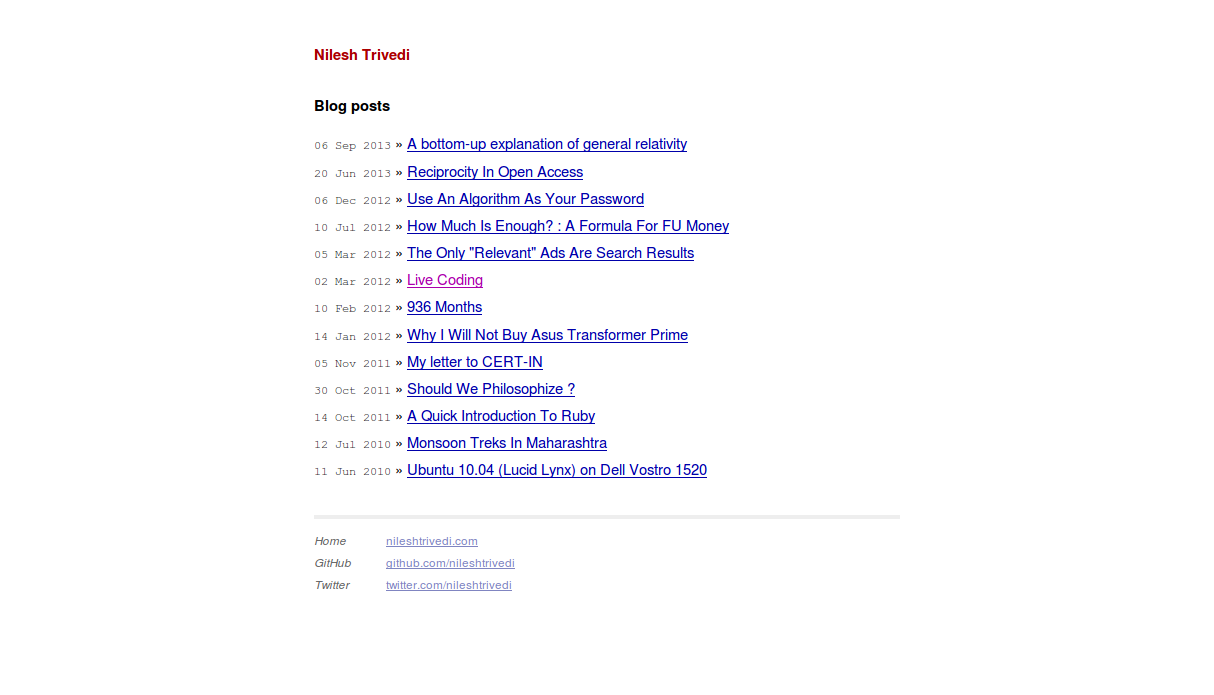 Nilesh Trivedi
Blog posts
06 Sep 2013 » A bottom-up explanation of general relativity
20 Jun 2013 » Reciprocity In Open Access
06 Dec 2012 » Use An Algorithm As Your Password
10 Jul 2012 » How Much Is Enough? : A Formula For FU Money
05 Mar 2012 » The Only "Relevant" Ads Are Search Results
02 Mar 2012 » Live Coding
10 Feb 2012 » 936 Months
14 Jan 2012 » Why I Will Not Buy Asus Transformer Prime
05 Nov 2011 » My letter to CERT-IN
30 Oct 2011 » Should We Philosophize ?
14 Oct 2011 » A Quick Introduction To Ruby
12 Jul 2010 » Monsoon Treks In Maharashtra
11 Jun 2010 » Ubuntu 10.04 (Lucid Lynx) on Dell Vostro 1520
Home nileshtrivedi.com
GitHub github.com/nileshtrivedi
Twitter twitter.com/nileshtrivedi